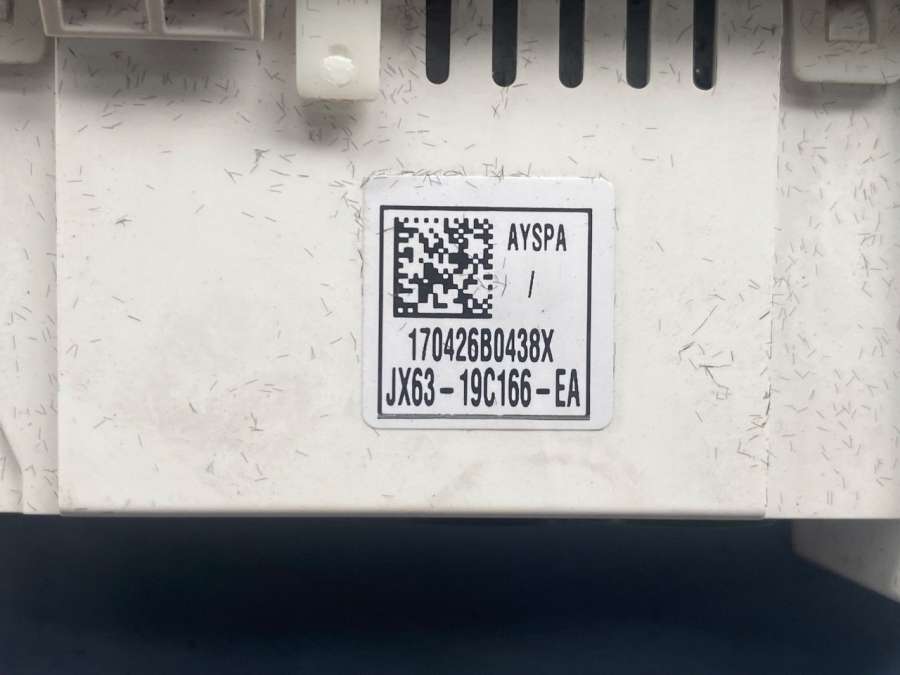 AYSPA
/
170426B0438X
JX63-19C166-EA